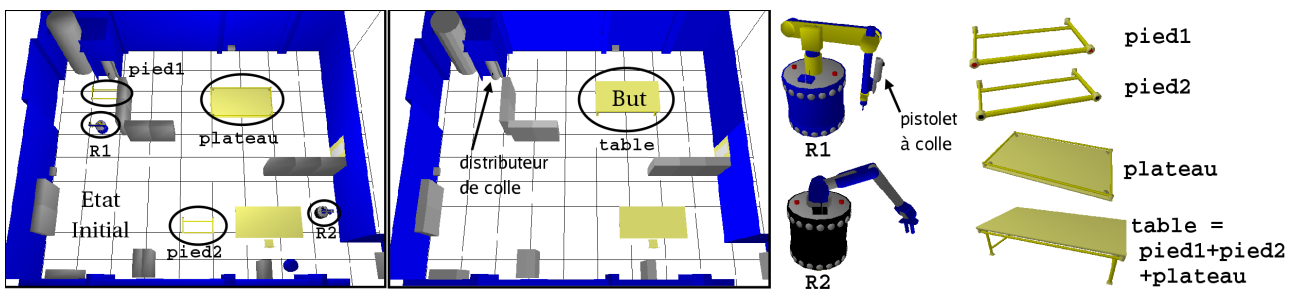 pied1
R1
plateau
Etat
Initial
pied2
R2
But
table
distributeur
de colle
R1
pistolet
à colle
R2
pied1
pied2
plateau
table =
pied1+pied2
+plateau